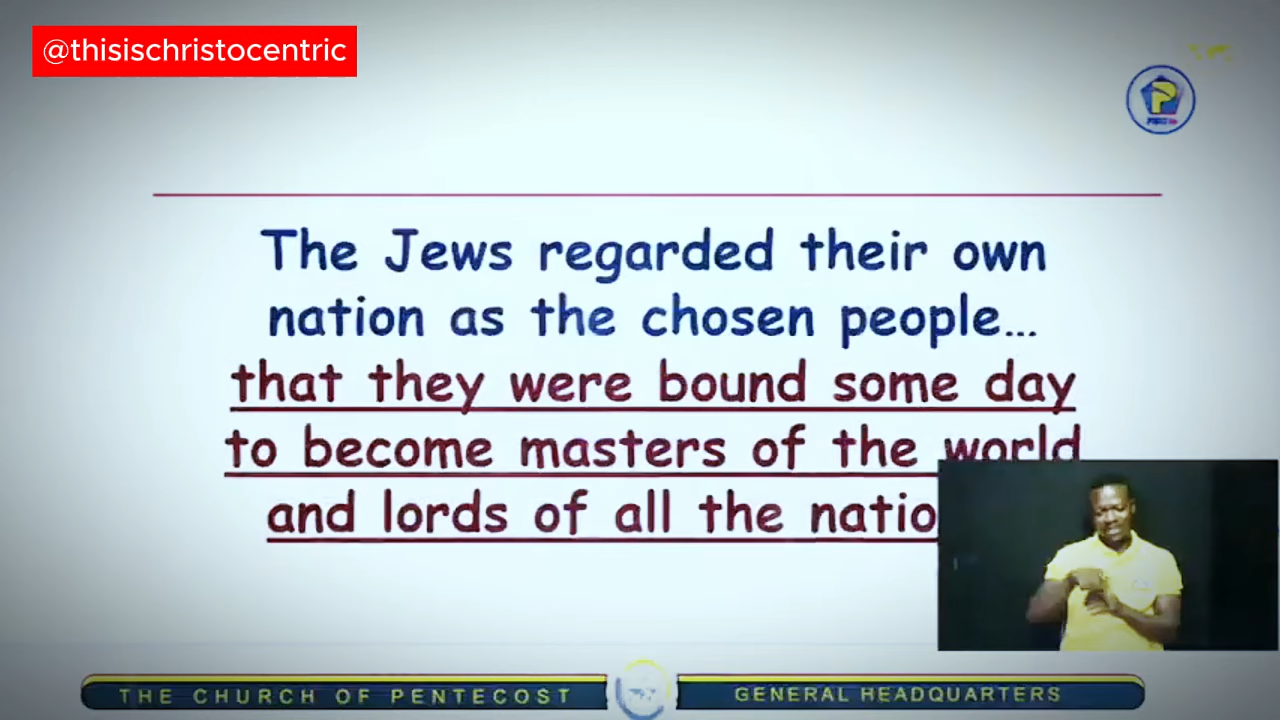 @thisischristocentric
The Jews regarded their own
nation as the chosen people...
that they were bound some day
to become masters of the world
and lords of all the natio
THE CHURCH OF PENTECOST
GENERAL HEADQUARTERS